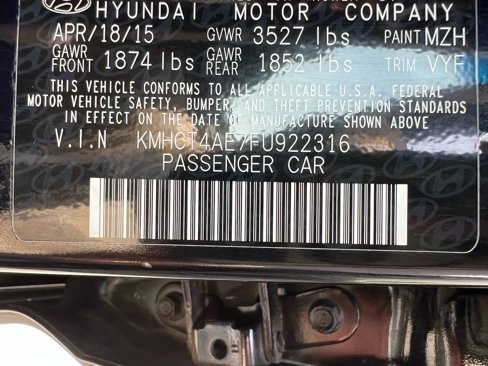 HYUNDAI MOTOR COMPANY
APR/18/15 GVWR 3527 lbs PAINT MZH
GAWR FRONT 1874 lbs GAWR REAR 1852 lbs TRIM VYF
THIS VEHICLE CONFORMS TO ALL APPLICABLE U.S.A. FEDERAL
MOTOR VEHICLE SAFETY, BUMPER, AND THEFT PREVENTION STANDARDS
IN EFFECT ON THE DATE OF MANUFACTURE SHOWN ABOVE.
V.I.N KMHCT4AE7FU922316
PASSENGER CAR